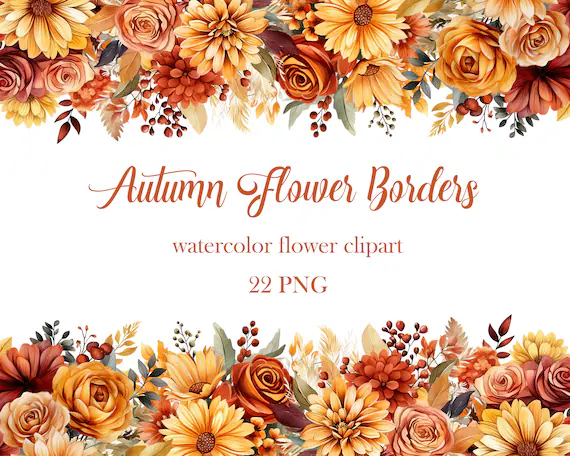 Autumn Flower Borders
watercolor flower clipart
22 PNG